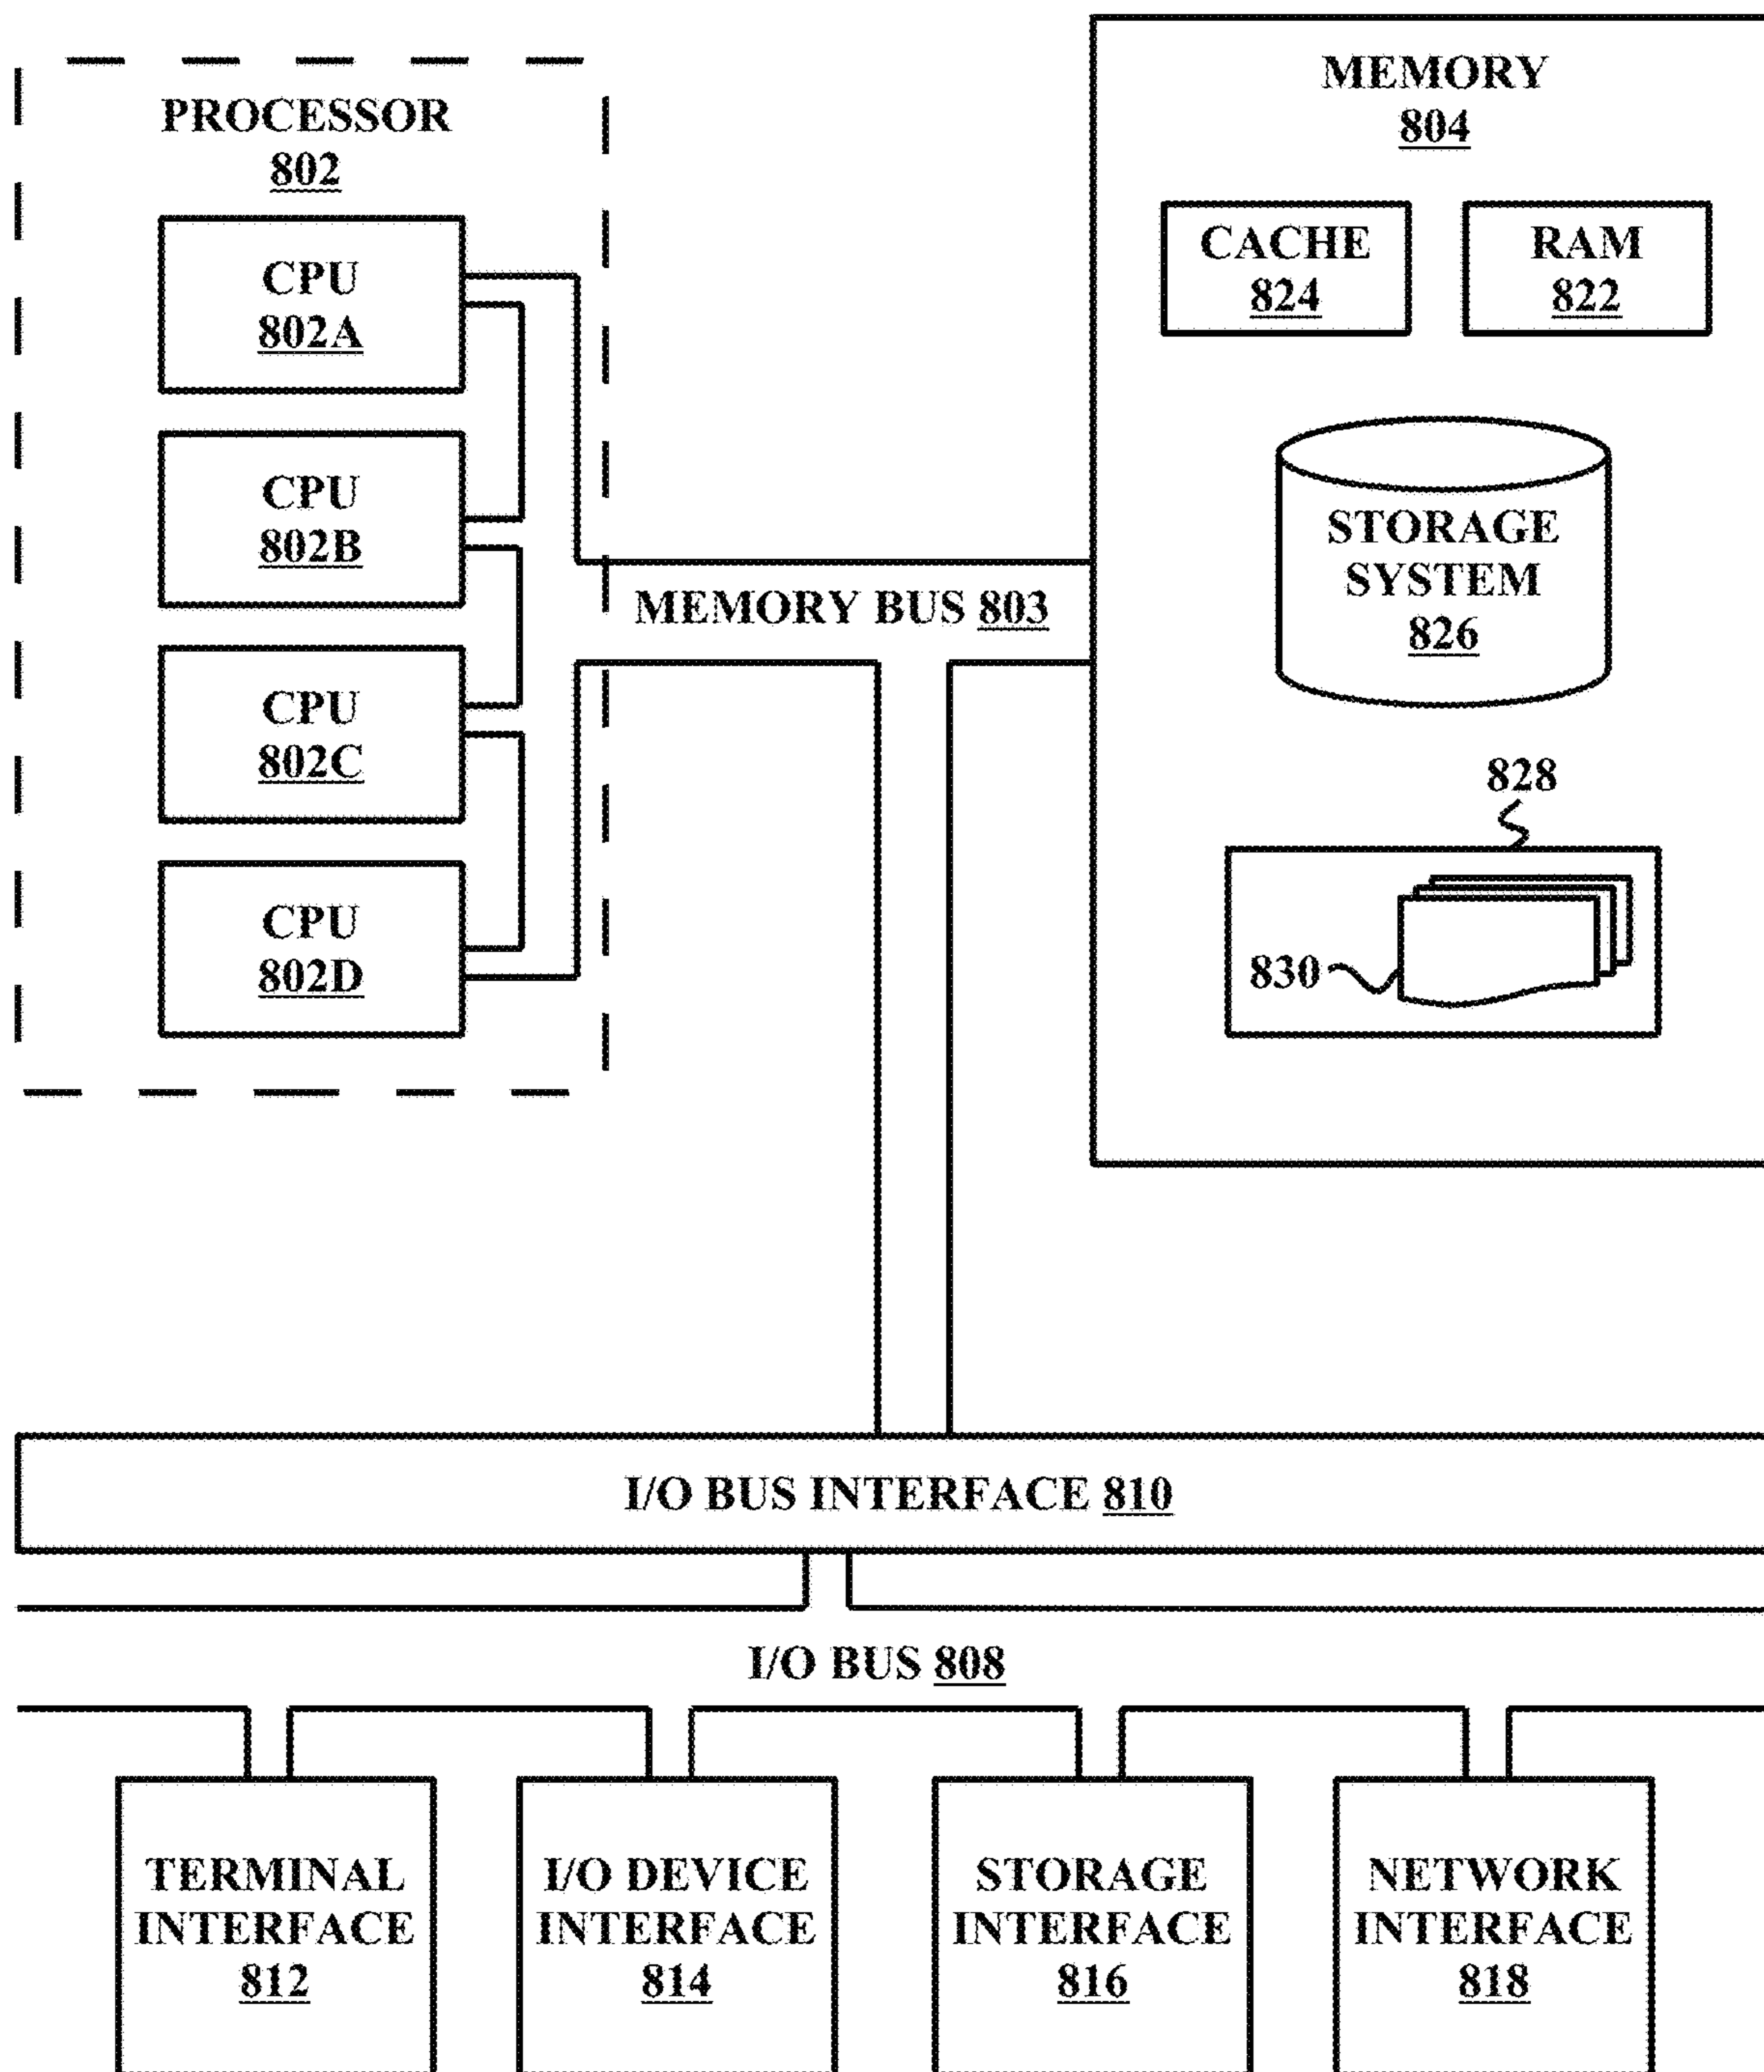 PROCESSOR
802
CPU
802A
CPU
802B
CPU
802C
CPU
802D
MEMORY BUS 803
MEMORY
804
CACHE
824
RAM
822
STORAGE
SYSTEM
826
828
830
I/O BUS INTERFACE 810
I/O BUS 808
TERMINAL
INTERFACE
812
I/O DEVICE
INTERFACE
814
STORAGE
INTERFACE
816
NETWORK
INTERFACE
818